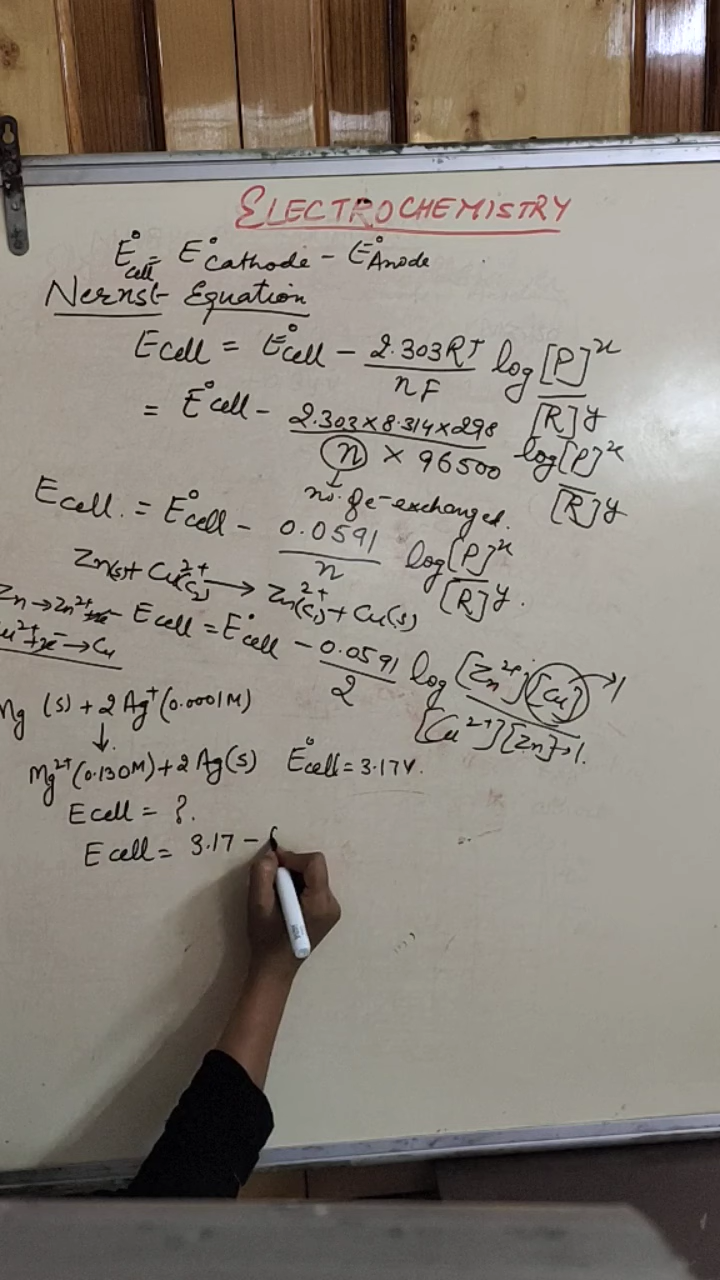 ELECTROCHEMISTRY
E°cell = E°Cathode - E°Anode
Nernst Equation
Ecell = E°cell - 2.303RT/nF log [P]^x/[R]^y
= E°cell - 2.303×8.314×298/n × 96500 log [P]^x/[R]^y
no. of e- exchanged.
Ecell. = E°cell - 0.0591/n log [P]^x/[R]^y.
Zn(s) + Cu2+ → Zn2+ + Cu(s)
Zn → Zn2+
→ Cu
Ecell = E°cell - 0.0591/2 log [Zn2+][Cu]→1/[Cu2+][Zn]→1.
Mg (s) + 2Ag+(0.0001M)
↓
Mg2+(0.130M) + 2Ag(s) E°cell = 3.17V.
Ecell = ?.
Ecell = 3.17 -